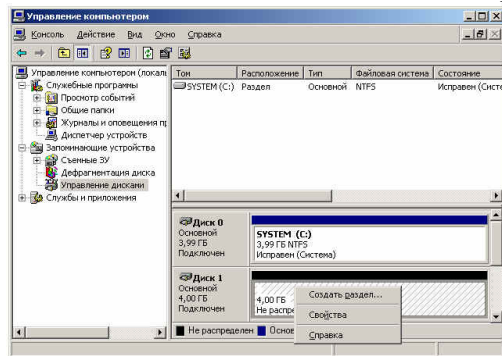 Управление компьютером
Консоль Действие Вид Окно Справка
Управление компьютером (локаль
Служебные программы
Просмотр событий
Общие папки
Журналы и оповещения пр
Диспетчер устройств
Запоминающие устройства
Съемные ЗУ
Дефрагментация диска
Управление дисками
Службы и приложения
Том Расположение Тип Файловая система Состояние
SYSTEM (C:) Раздел Основной NTFS Исправен (Систе
Диск 0
Основной
3,99 ГБ
Подключен
SYSTEM (C:)
3,99 ГБ NTFS
Исправен (Система)
Диск 1
Основной
4,00 ГБ
Подключен
4,00 ГБ
Не распре
Создать раздел...
Свойства
Справка
Не распределен Основ